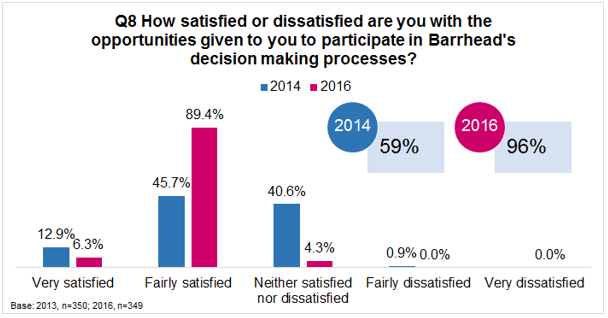 Q8 How satisfied or dissatisfied are you with the
opportunities given to you to participate in Barrhead's
decision making processes?
2014 2016
2014 59% 2016 96%
12.9% 6.3% 45.7% 89.4% 40.6% 4.3% 0.9% 0.0% 0.0%
Very satisfied Fairly satisfied Neither satisfied Fairly dissatisfied Very dissatisfied
nor dissatisfied
Base: 2013, n=350; 2016, n=349